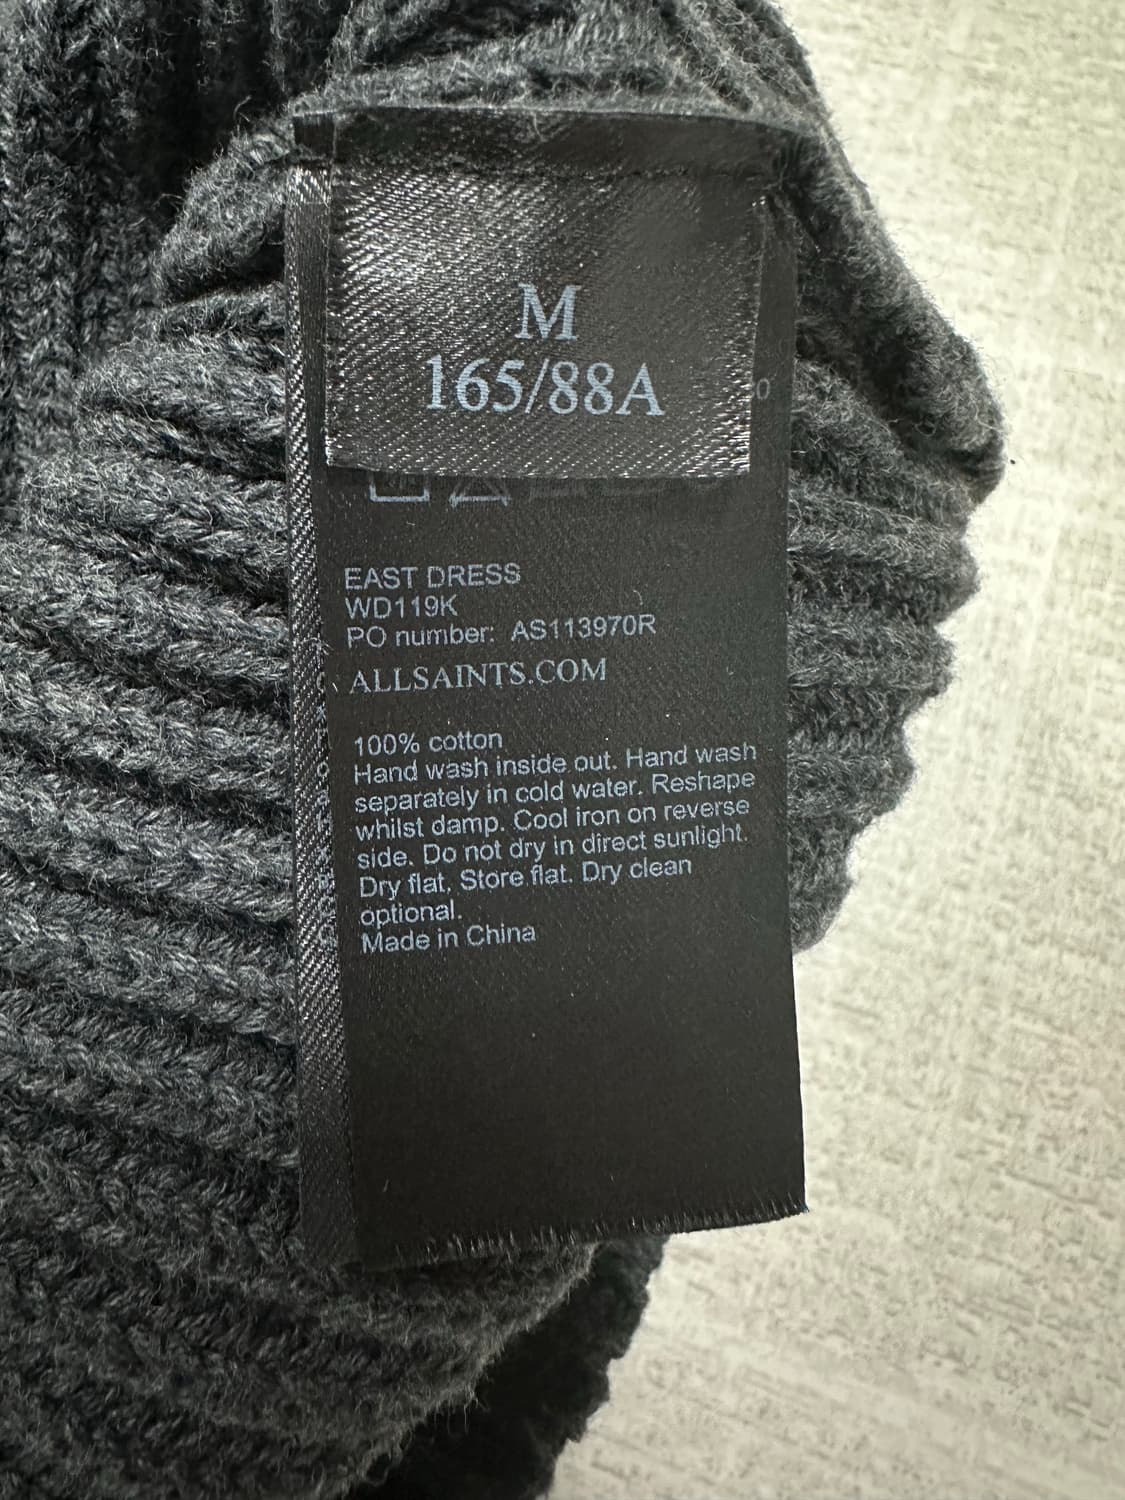 M
165/88A
EAST DRESS
WD119K
PO number: AS113970R
ALLSAINTS.COM
100% cotton
Hand wash inside out. Hand wash
separately in cold water. Reshape
whilst damp. Cool iron on reverse
side. Do not dry in direct sunlight.
Dry flat. Store flat. Dry clean
optional.
Made in China